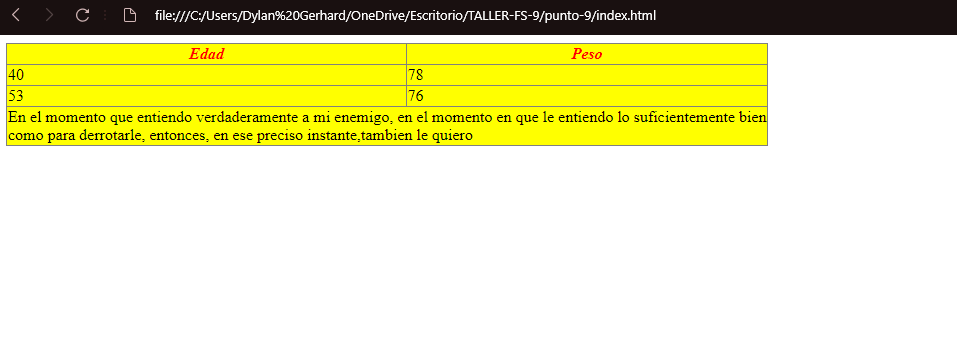 file:///C:/Users/Dylan%20Gerhard/OneDrive/Escritorio/TALLER-FS-9/punto-9/index.html
Edad Peso
40 78
53 76
En el momento que entiendo verdaderamente a mi enemigo, en el momento en que le entiendo lo suficientemente bien
como para derrotarle, entonces, en ese preciso instante,tambien le quiero